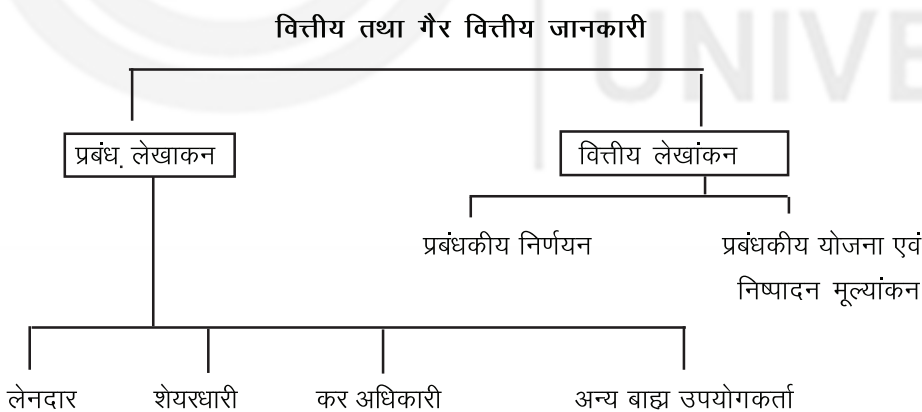 UNIVE
वित्तीय तथा गैर वित्तीय जानकारी
प्रबंध. लेखाकन
वित्तीय लेखांकन
प्रबंधकीय निर्णयन
प्रबंधकीय योजना एवं
निष्पादन मूल्यांकन
लेनदार
शेयरधारी
कर अधिकारी
अन्य बाह्य उपयोगकर्ता